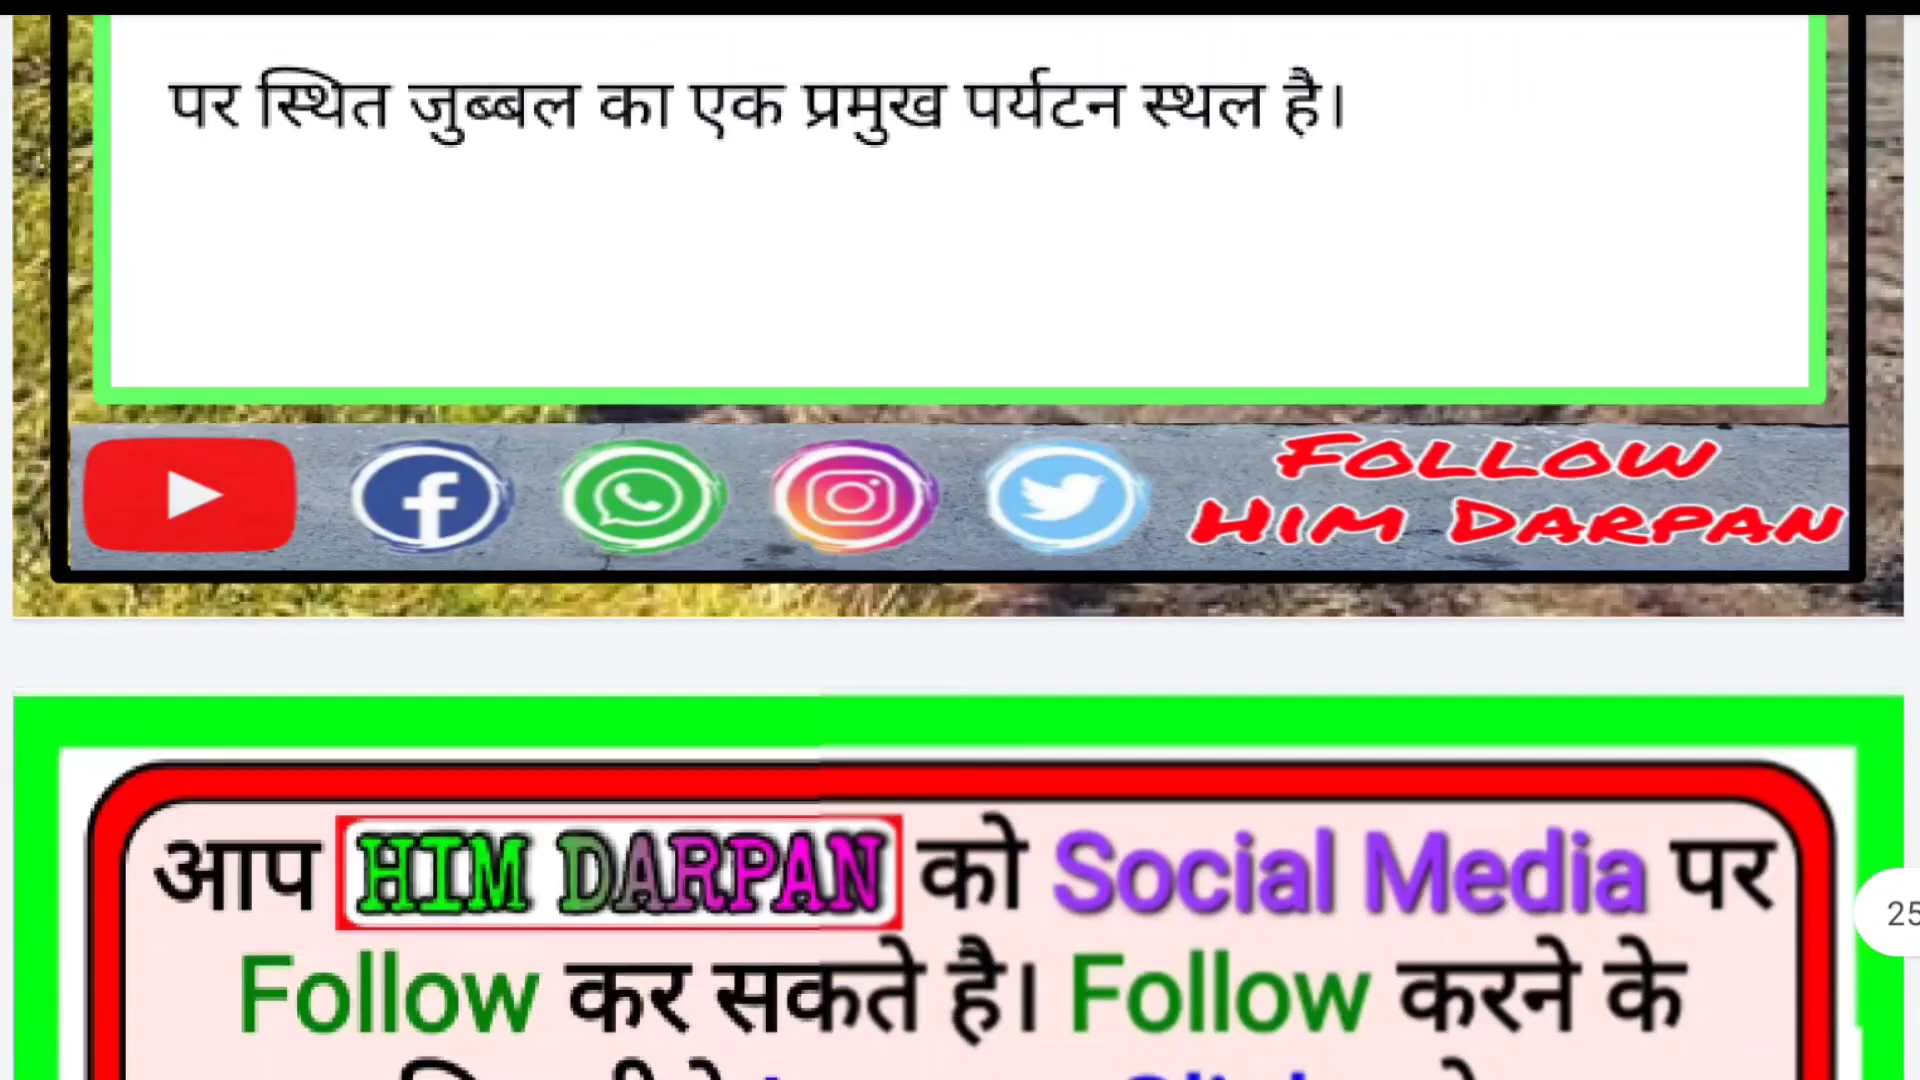 पर स्थित जुब्बल का एक प्रमुख पर्यटन स्थल है।
FOLLOW
HIM DARPAN
आप HIM DARPAN को Social Media पर
Follow कर सकते है। Follow करने के
25